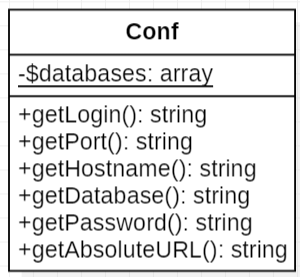 Conf
-$databases: array
+getLogin(): string
+getPort(): string
+getHostname(): string
+getDatabase(): string
+getPassword(): string
+getAbsoluteURL(): string